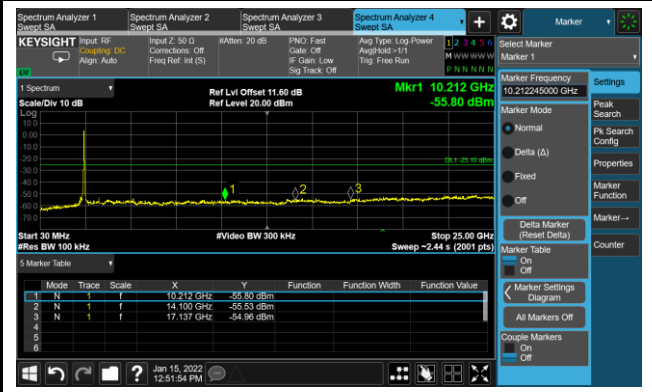 Spectrum Analyzer 1
Swept SA
Spectrum Analyzer 2
Swept SA
Spectrum Analyzer 3
Swept SA
Spectrum Analyzer 4
Swept SA
Marker
KEYSIGHT
Input: RF
Coupling: DC
Align: Auto
Input Z: 50 Ω
Corrections: Off
Freq Ref: Int (S)
#Atten: 20 dB
PNO: Fast
Gate: Off
IF Gain: Low
Sig Track: Off
Avg Type: Log-Power
Avg|Hold:>1/1
Trig: Free Run
1 2 3 4 5 6
M W W W W W
P N N N N N
Select Marker
Marker 1
1 Spectrum
Scale/Div 10 dB
Ref Lvl Offset 11.60 dB
Ref Level 20.00 dBm
Mkr1 10.212 GHz
-55.80 dBm
Log
10.0
0.00
-10.0
-20.0
-30.0
-40.0
-50.0
-60.0
-70.0
DL1 -25.10 dBm
1
2
3
Start 30 MHz
#Res BW 100 kHz
#Video BW 300 kHz
Stop 25.00 GHz
Sweep ~2.44 s (2001 pts)
5 Marker Table
Mode Trace Scale X Y Function Function Width Function Value
1 N 1 f 10.212 GHz -55.80 dBm
2 N 1 f 14.100 GHz -55.53 dBm
3 N 1 f 17.137 GHz -54.96 dBm
4
5
6
Marker Frequency
10.212245000 GHz
Marker Mode
Normal
Delta (Δ)
Fixed
Off
Delta Marker
(Reset Delta)
Marker Table
On
Off
Marker Settings
Diagram
All Markers Off
Couple Markers
On
Off
Settings
Peak
Search
Pk Search
Config
Properties
Marker
Function
Marker→
Counter
?
Jan 15, 2022
12:51:54 PM